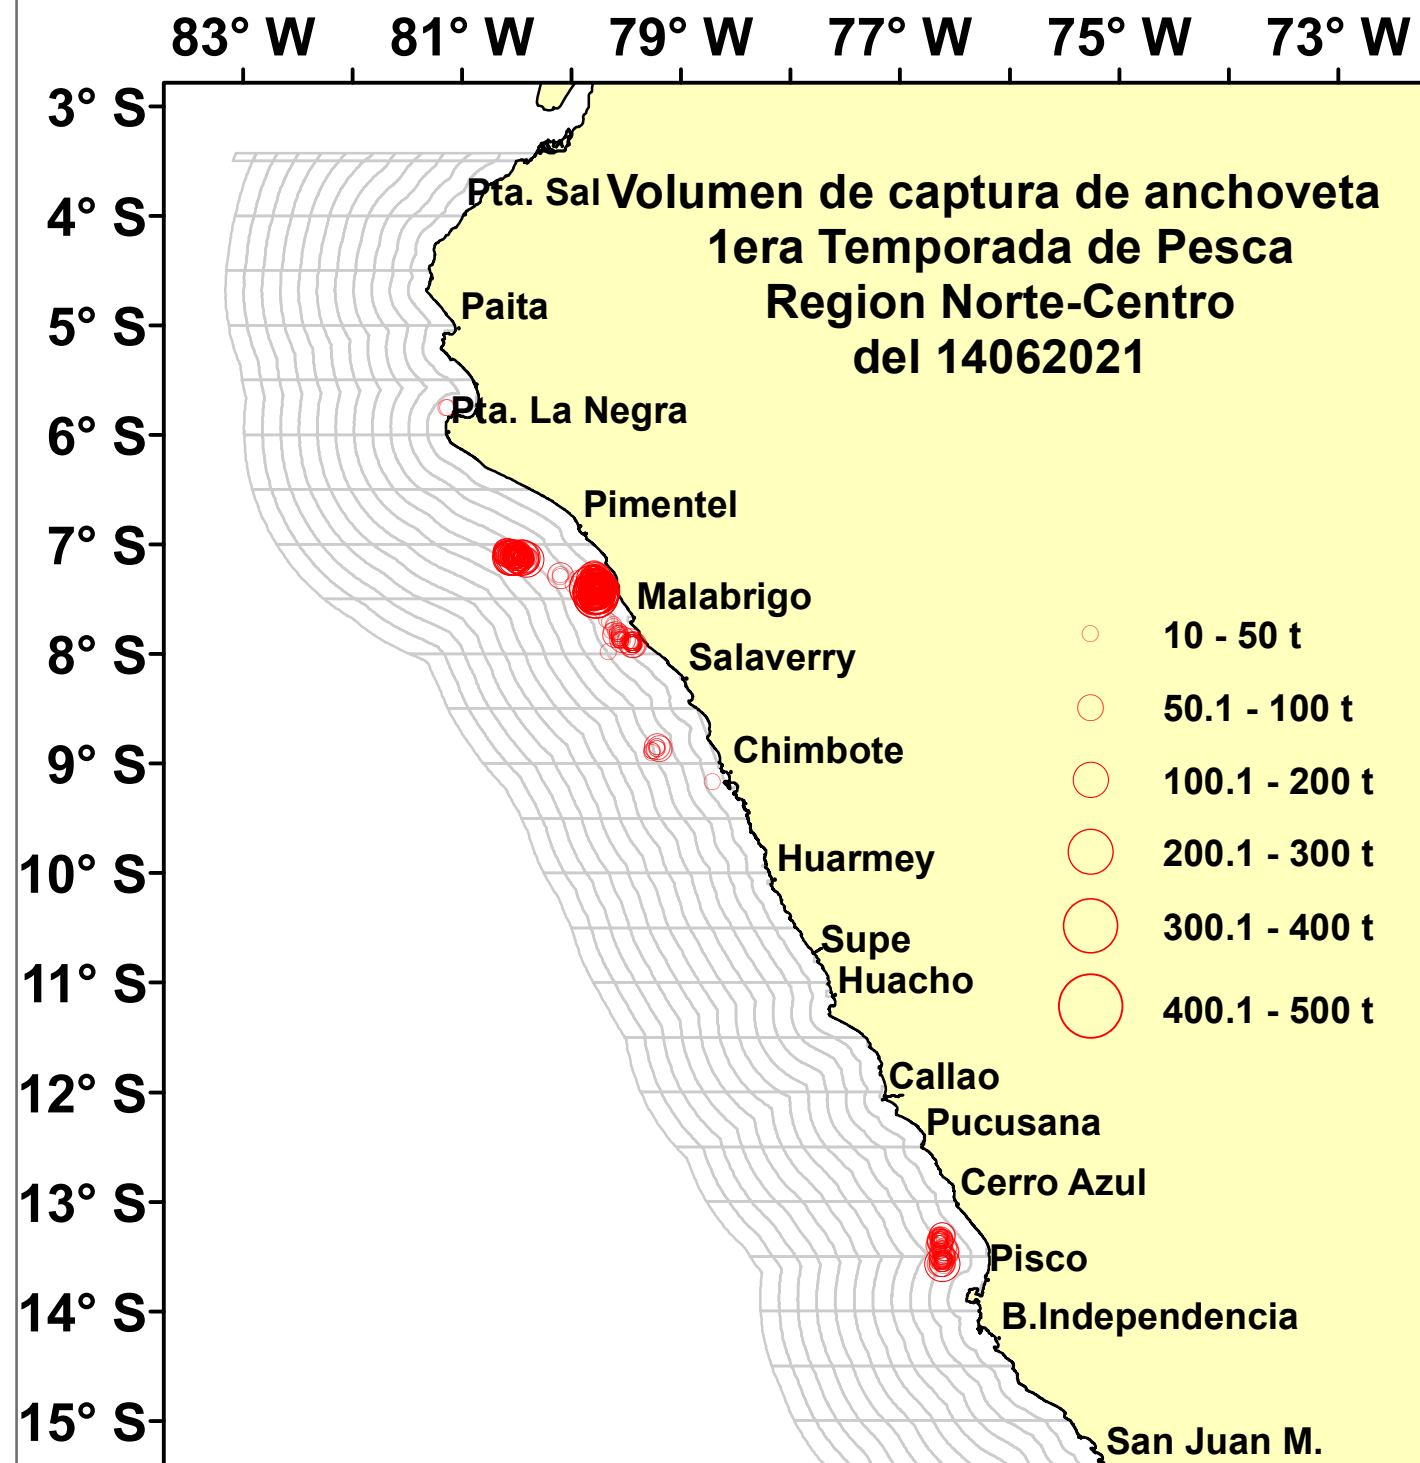 83° W 81° W 79° W 77° W 75° W 73° W
3° S
4° S
5° S
6° S
7° S
8° S
9° S
10° S
11° S
12° S
13° S
14° S
15° S
Volumen de captura de anchoveta
1era Temporada de Pesca
Region Norte-Centro
del 14062021
Pta. Sal
Paita
Pta. La Negra
Pimentel
Malabrigo
Salaverry
Chimbote
Huarmey
Supe
Huacho
Callao
Pucusana
Cerro Azul
Pisco
B.Independencia
San Juan M.
10 - 50 t
50.1 - 100 t
100.1 - 200 t
200.1 - 300 t
300.1 - 400 t
400.1 - 500 t